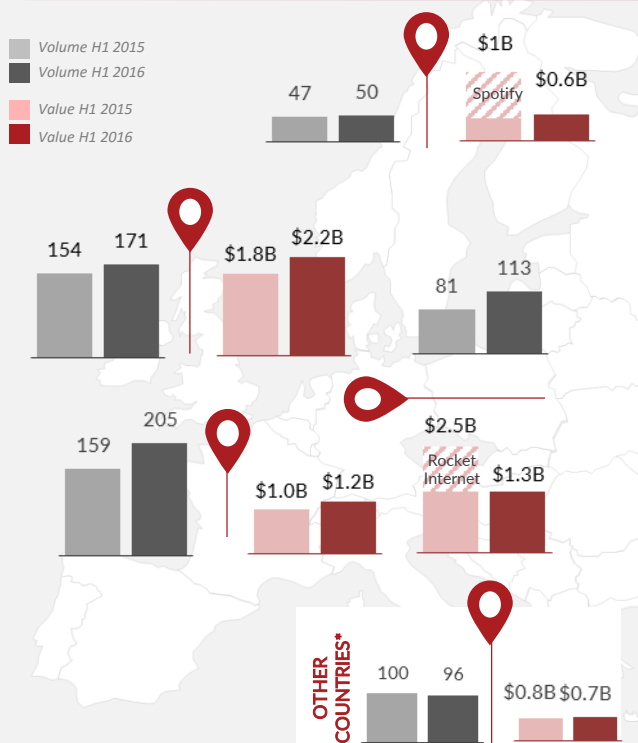 Volume H1 2015
Volume H1 2016
Value H1 2015
Value H1 2016
47
50
$1B
Spotify
$0.6B
154
171
$1.8B
$2.2B
81
113
159
205
$1.0B
$1.2B
$2.5B
Rocket
Internet
$1.3B
OTHER
COUNTRIES*
100
96
$0.8B
$0.7B